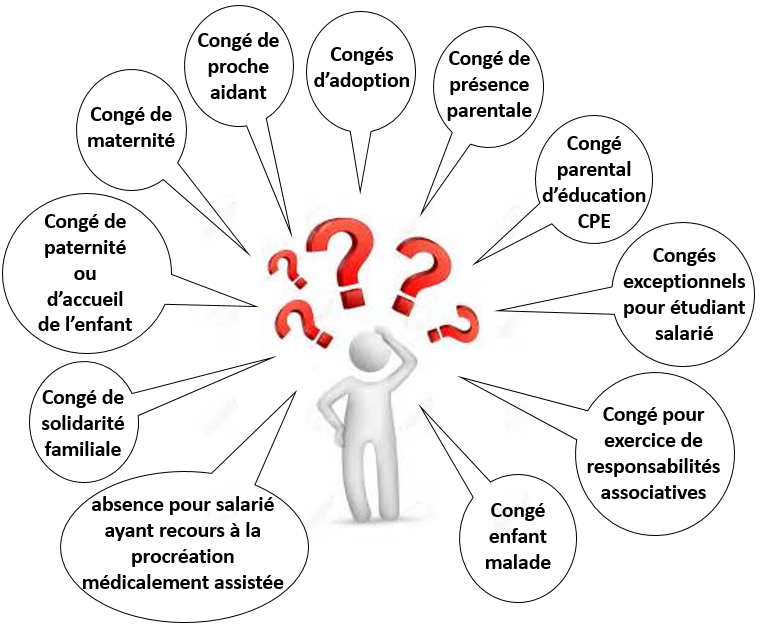 Congé de
proche
aidant
Congés
d'adoption
Congé de
présence
parentale
Congé de
maternité
Congé
parental
d'éducation
CPE
Congé de
paternité
ou
d'accueil
de l'enfant
Congés
exceptionnels
pour étudiant
salarié
Congé de
solidarité
familiale
Congé pour
exercice de
responsabilités
associatives
absence pour salarié
ayant recours à la
procréation
médicalement assistée
Congé
enfant
malade
? ? ? ? ?